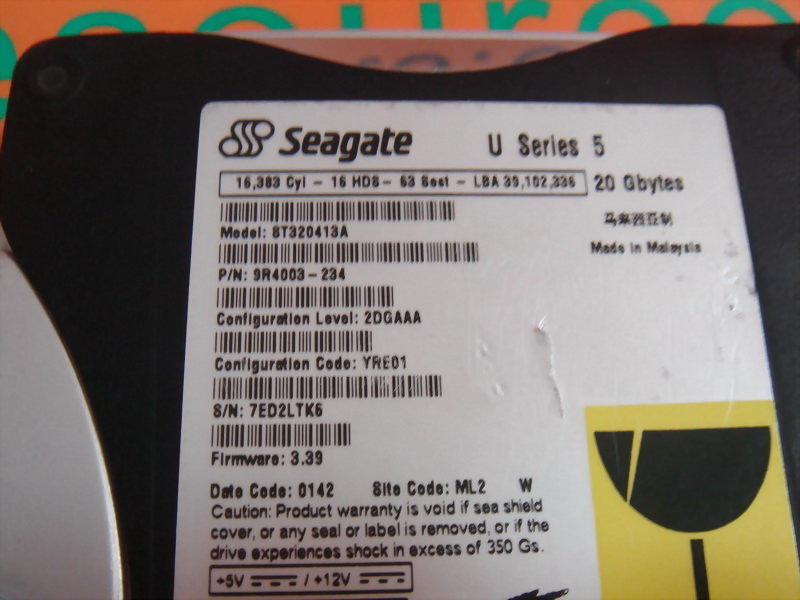 Seagate U Series 5
16,383 Cyl - 16 HDS - 63 Sect - LBA 39,102,336 20 Gbytes
马来西亚制
Made in Malaysia
Model: ST320413A
P/N: 9R4003-234
Configuration Level: 2DGAAA
Configuration Code: YRE01
S/N: 7ED2LTK6
Firmware: 3.39
Date Code: 0142 Site Code: ML2 W
Caution: Product warranty is void if sea shield
cover, or any seal or label is removed, or if the
drive experiences shock in excess of 350 Gs.
+5V / +12V